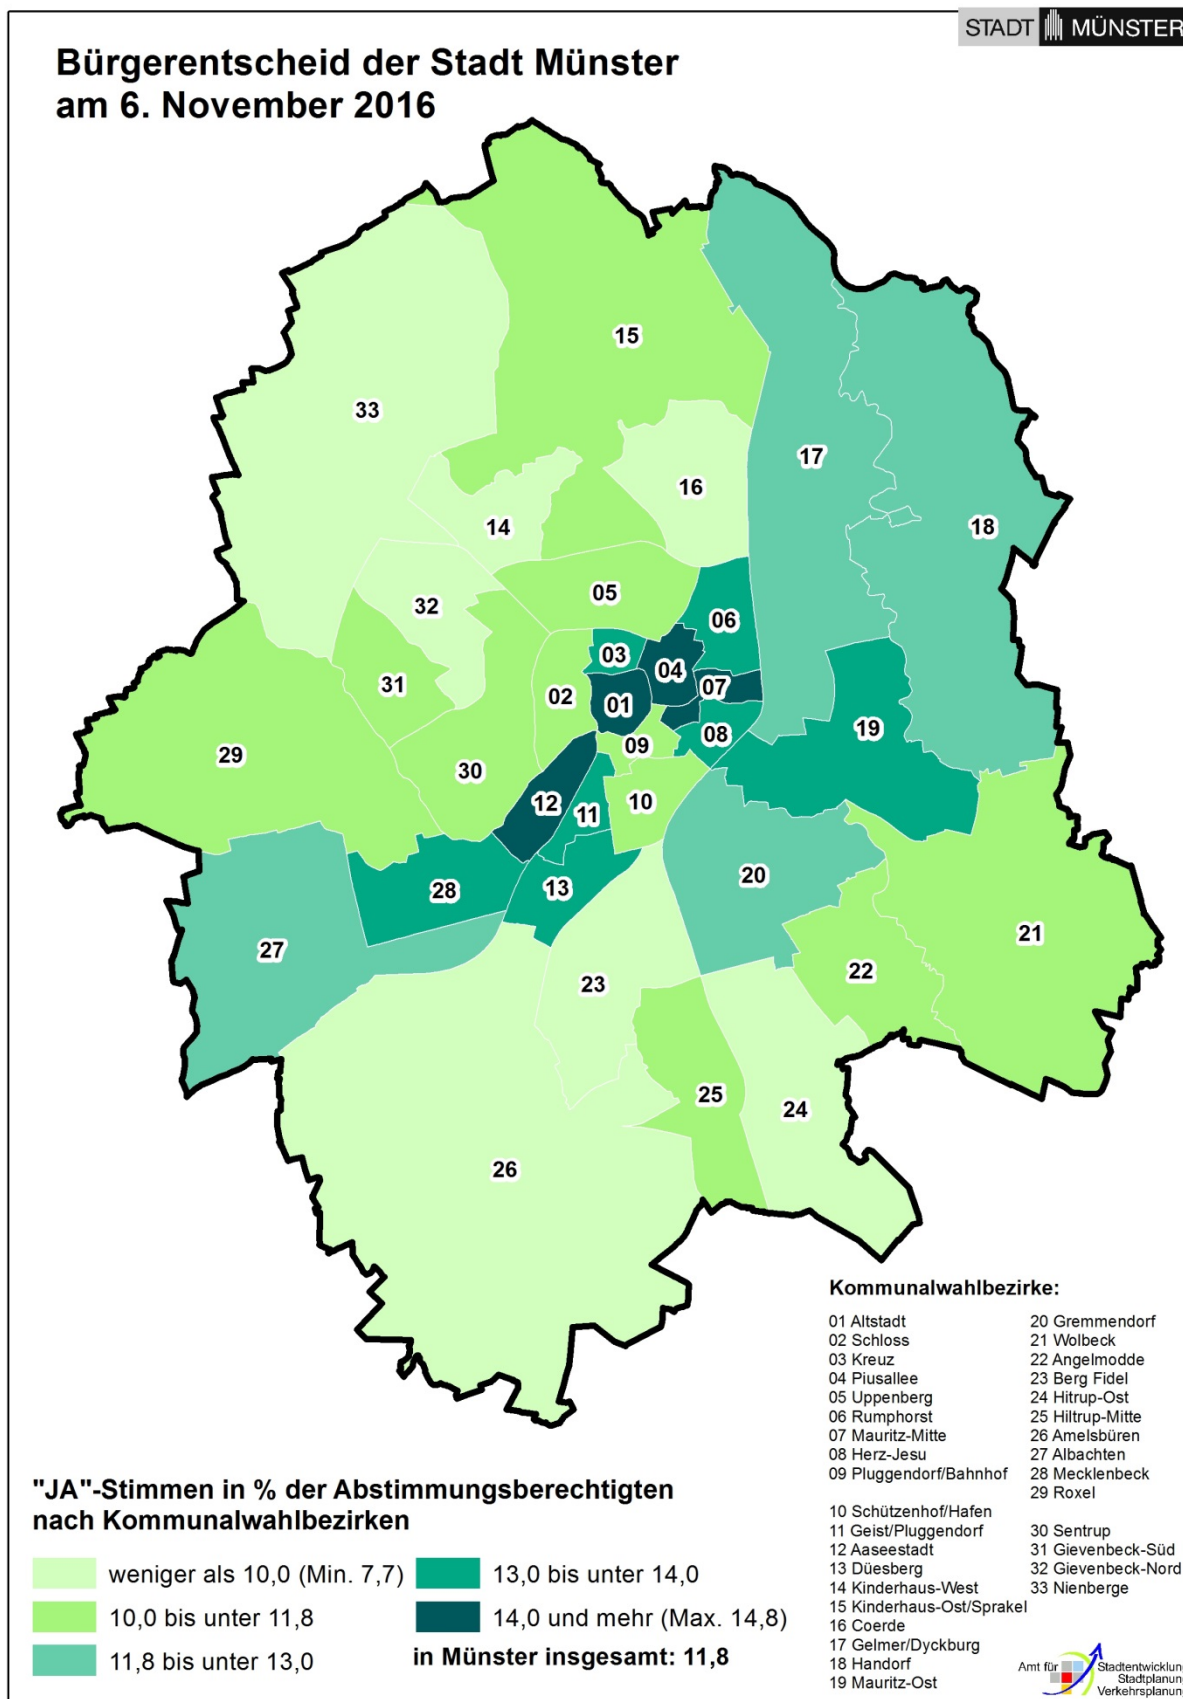 STADT MÜNSTER
Bürgerentscheid der Stadt Münster
am 6. November 2016
15
33
17
16
14
18
05
32
06
03
04
31
07
02
01
19
08
09
29
30
12
10
11
20
13
28
21
27
22
23
25
24
26
Kommunalwahlbezirke:
01 Altstadt
02 Schloss
03 Kreuz
04 Piusallee
05 Uppenberg
06 Rumphorst
07 Mauritz-Mitte
08 Herz-Jesu
09 Pluggendorf/Bahnhof
10 Schützenhof/Hafen
11 Geist/Pluggendorf
12 Aaseestadt
13 Düesberg
14 Kinderhaus-West
15 Kinderhaus-Ost/Sprakel
16 Coerde
17 Gelmer/Dyckburg
18 Handorf
19 Mauritz-Ost
20 Gremmendorf
21 Wolbeck
22 Angelmodde
23 Berg Fidel
24 Hitrup-Ost
25 Hiltrup-Mitte
26 Amelsbüren
27 Albachten
28 Mecklenbeck
29 Roxel
30 Sentrup
31 Gievenbeck-Süd
32 Gievenbeck-Nord
33 Nienberge
"JA"-Stimmen in % der Abstimmungsberechtigten
nach Kommunalwahlbezirken
weniger als 10,0 (Min. 7,7)
10,0 bis unter 11,8
11,8 bis unter 13,0
13,0 bis unter 14,0
14,0 und mehr (Max. 14,8)
in Münster insgesamt: 11,8
Amt für Stadtentwicklung
Stadtplanung
Verkehrsplanung